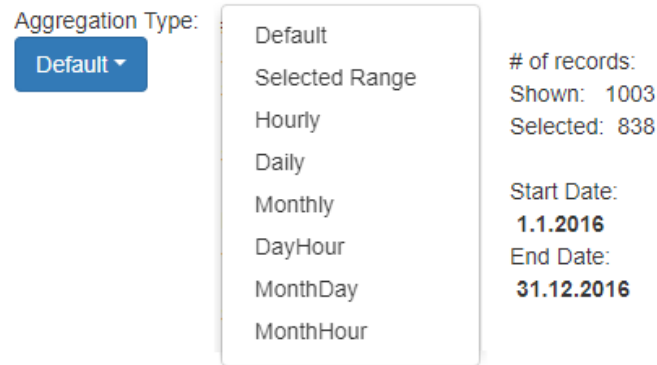 Aggregation Type:
Default
Default
Selected Range
Hourly
Daily
Monthly
DayHour
MonthDay
MonthHour
# of records:
Shown: 1003
Selected: 838
Start Date:
1.1.2016
End Date:
31.12.2016